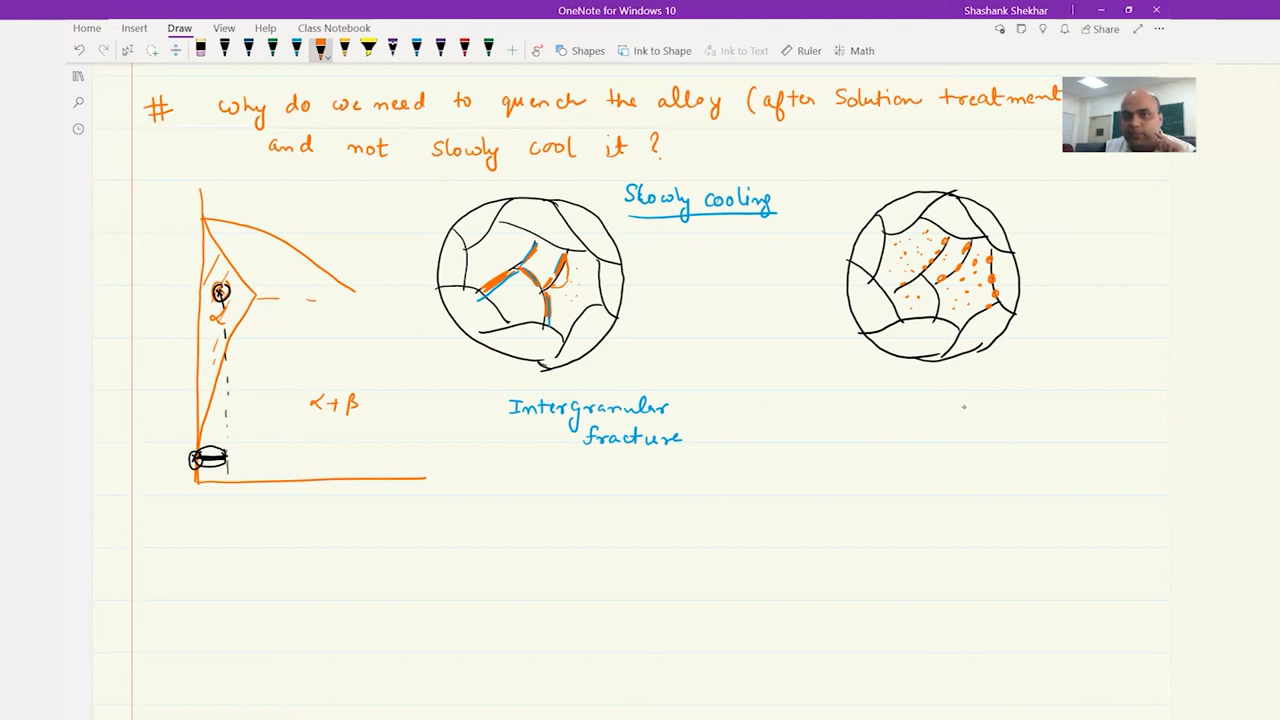 OneNote for Windows 10
Shashank Shekhar
Home Insert Draw View Help Class Notebook
Share
Shapes Ink to Shape Ink to Text Ruler Math
# Why do we need to quench the alloy (after Solution treatment
and not slowly cool it ?
Slowly cooling
α
α+β
Intergranular
fracture